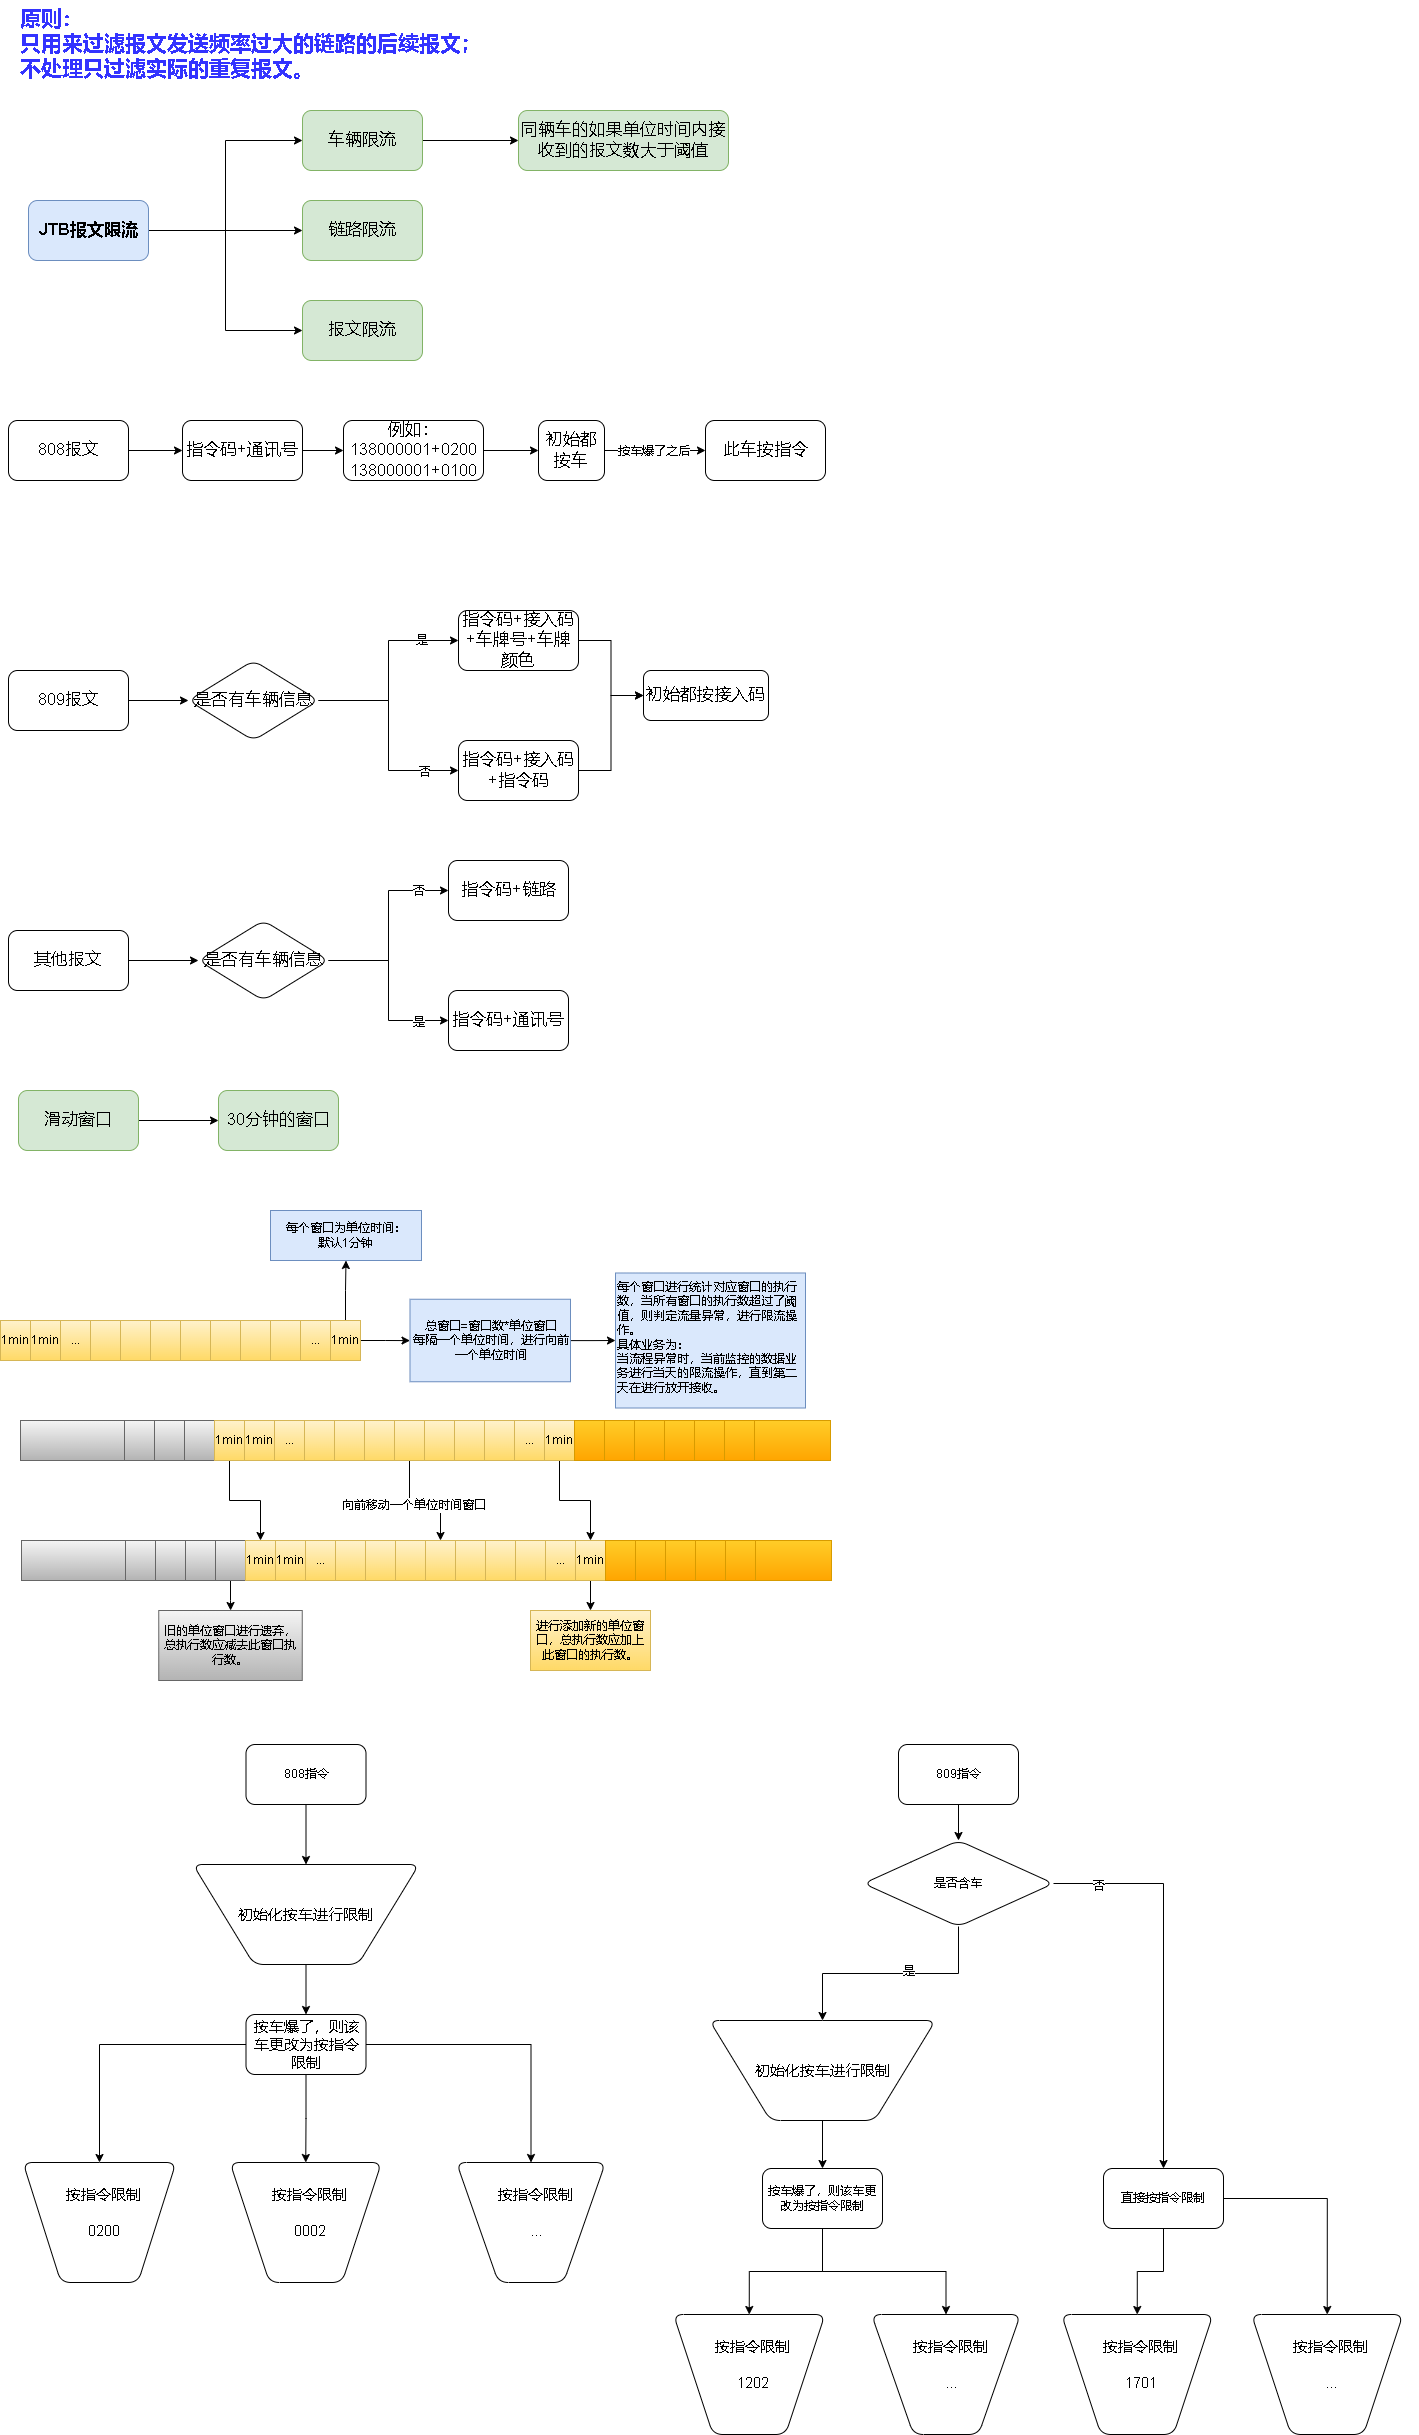 原则：
只用来过滤报文发送频率过大的链路的后续报文；
不处理只过滤实际的重复报文。
车辆限流
同辆车的如果单位时间内接
收到的报文数大于阈值
JTB报文限流
链路限流
报文限流
808报文
指令码+通讯号
例如：
138000001+0200
138000001+0100
初始都
按车
按车爆了之后
此车按指令
809报文
是否有车辆信息
是
指令码+接入码
+车牌号+车牌
颜色
否
指令码+接入码
+指令码
初始都按接入码
其他报文
是否有车辆信息
否
指令码+链路
是
指令码+通讯号
滑动窗口
30分钟的窗口
每个窗口为单位时间：
默认1分钟
1min
1min
...
...
1min
总窗口=窗口数*单位窗口
每隔一个单位时间，进行向前
一个单位时间
每个窗口进行统计对应窗口的执行
数，当所有窗口的执行数超过了阈
值，则判定流量异常，进行限流操
作。
具体业务为：
当流程异常时，当前监控的数据业
务进行当天的限流操作，直到第二
天在进行放开接收。
1min
1min
...
...
1min
向前移动一个单位时间窗口
1min
1min
...
...
1min
旧的单位窗口进行遗弃，
总执行数应减去此窗口执
行数。
进行添加新的单位窗
口，总执行数应加上
此窗口的执行数。
808指令
初始化按车进行限制
按车爆了，则该
车更改为按指令
限制
按指令限制
0200
按指令限制
0002
按指令限制
...
809指令
是否含车
否
是
初始化按车进行限制
按车爆了，则该车更
改为按指令限制
直接按指令限制
按指令限制
1202
按指令限制
...
按指令限制
1701
按指令限制
...